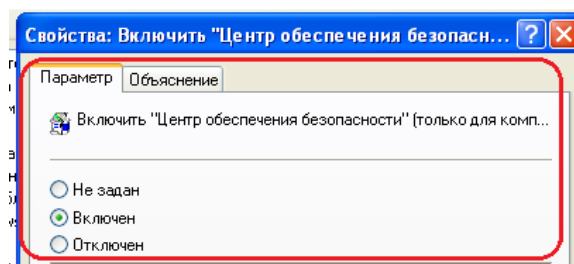 Свойства: Включить "Центр обеспечения безопасн...
Параметр Объяснение
Включить "Центр обеспечения безопасности" (только для комп...
Не задан
Включен
Отключен